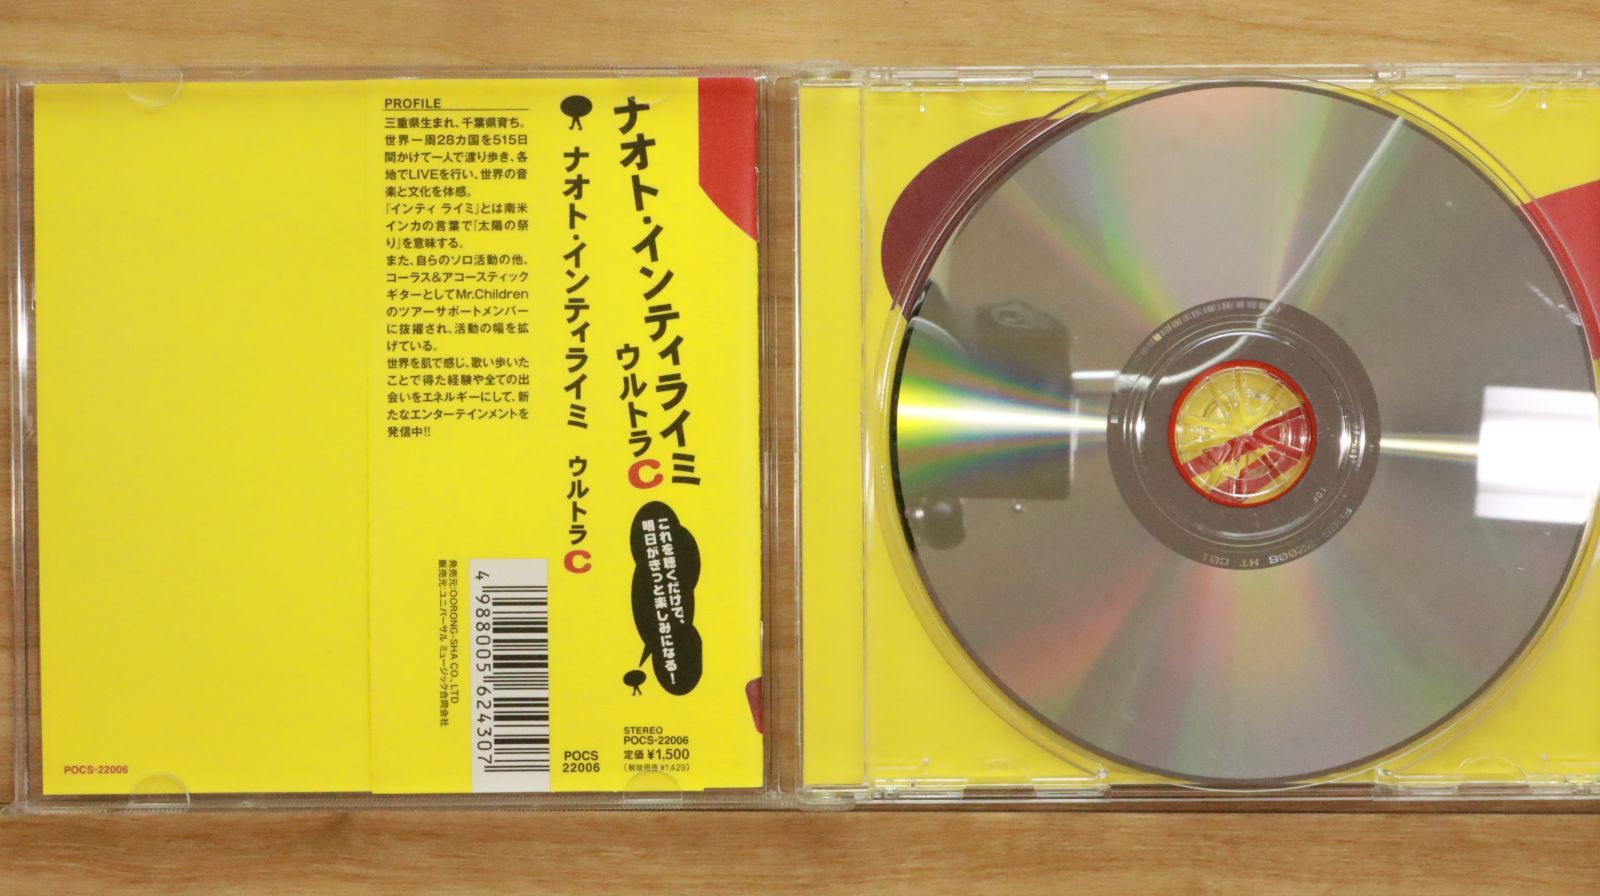 PROFILE
三重県生まれ、千葉県育ち。
世界一周28カ国を515日
間かけて一人で渡り歩き、各
地でLIVEを行い、世界の音
楽と文化を体感。
『インティ ライミ』とは南米
インカの言葉で『太陽の祭
り』を意味する。
また、自らのソロ活動の他、
コーラス&アコースティック
ギターとしてMr.Children
のツアーサポートメンバー
に抜擢され、活動の幅を拡
げている。
世界を肌で感じ、歌い歩いた
ことで得た経験や全ての出
会いをエネルギーにして、新
たなエンターテインメントを
発信中!!
ナオト・インティライミ ウルトラC
POCS
22006
ナオト・インティライミ
ウルトラC
これを聴くだけで、
明日がきっと楽しみになる!
STEREO
POCS-22006
定価 ¥1,500
(税抜価格 ¥1,429)
発売元:OORONG-SHA CO., LTD
販売元:ユニバーサル ミュージック合同会社
4 988005 624307
POCS-22006
POCS-22006 MT C01